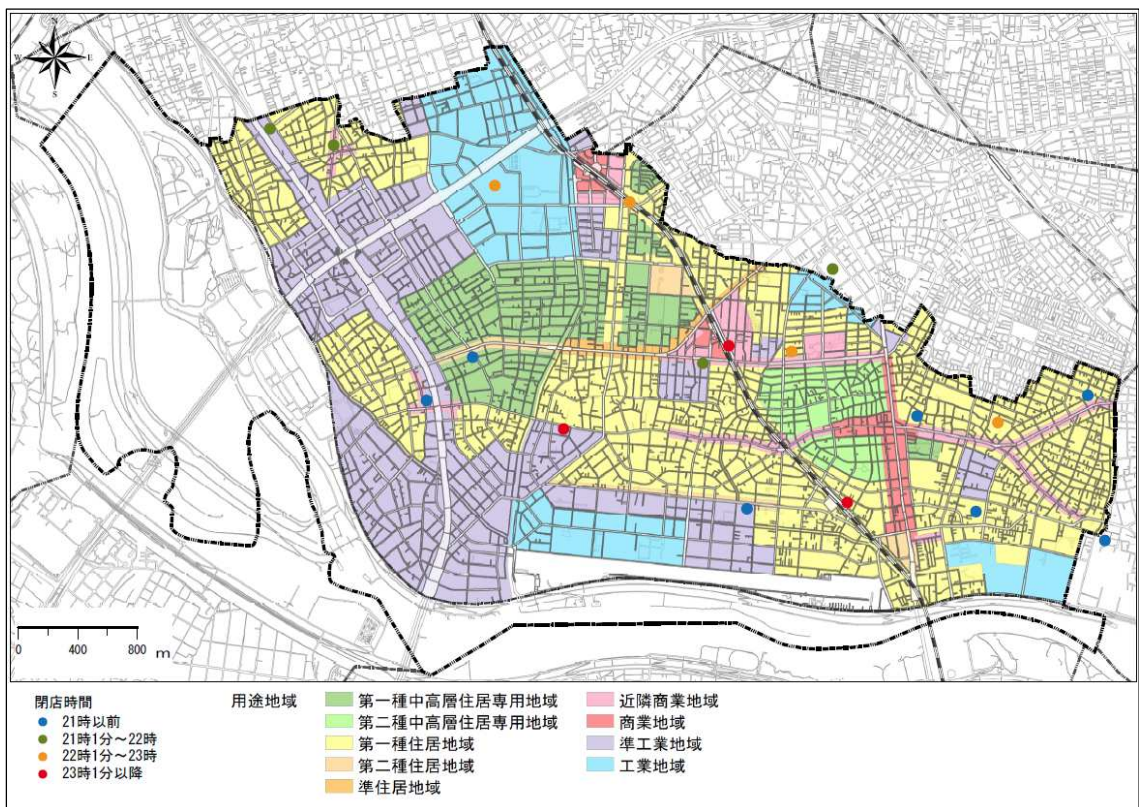 N
W E
S
0 400 800 m
閉店時間
21時以前
21時1分～22時
22時1分～23時
23時1分以降
用途地域
第一種中高層住居専用地域
第二種中高層住居専用地域
第一種住居地域
第二種住居地域
準住居地域
近隣商業地域
商業地域
準工業地域
工業地域